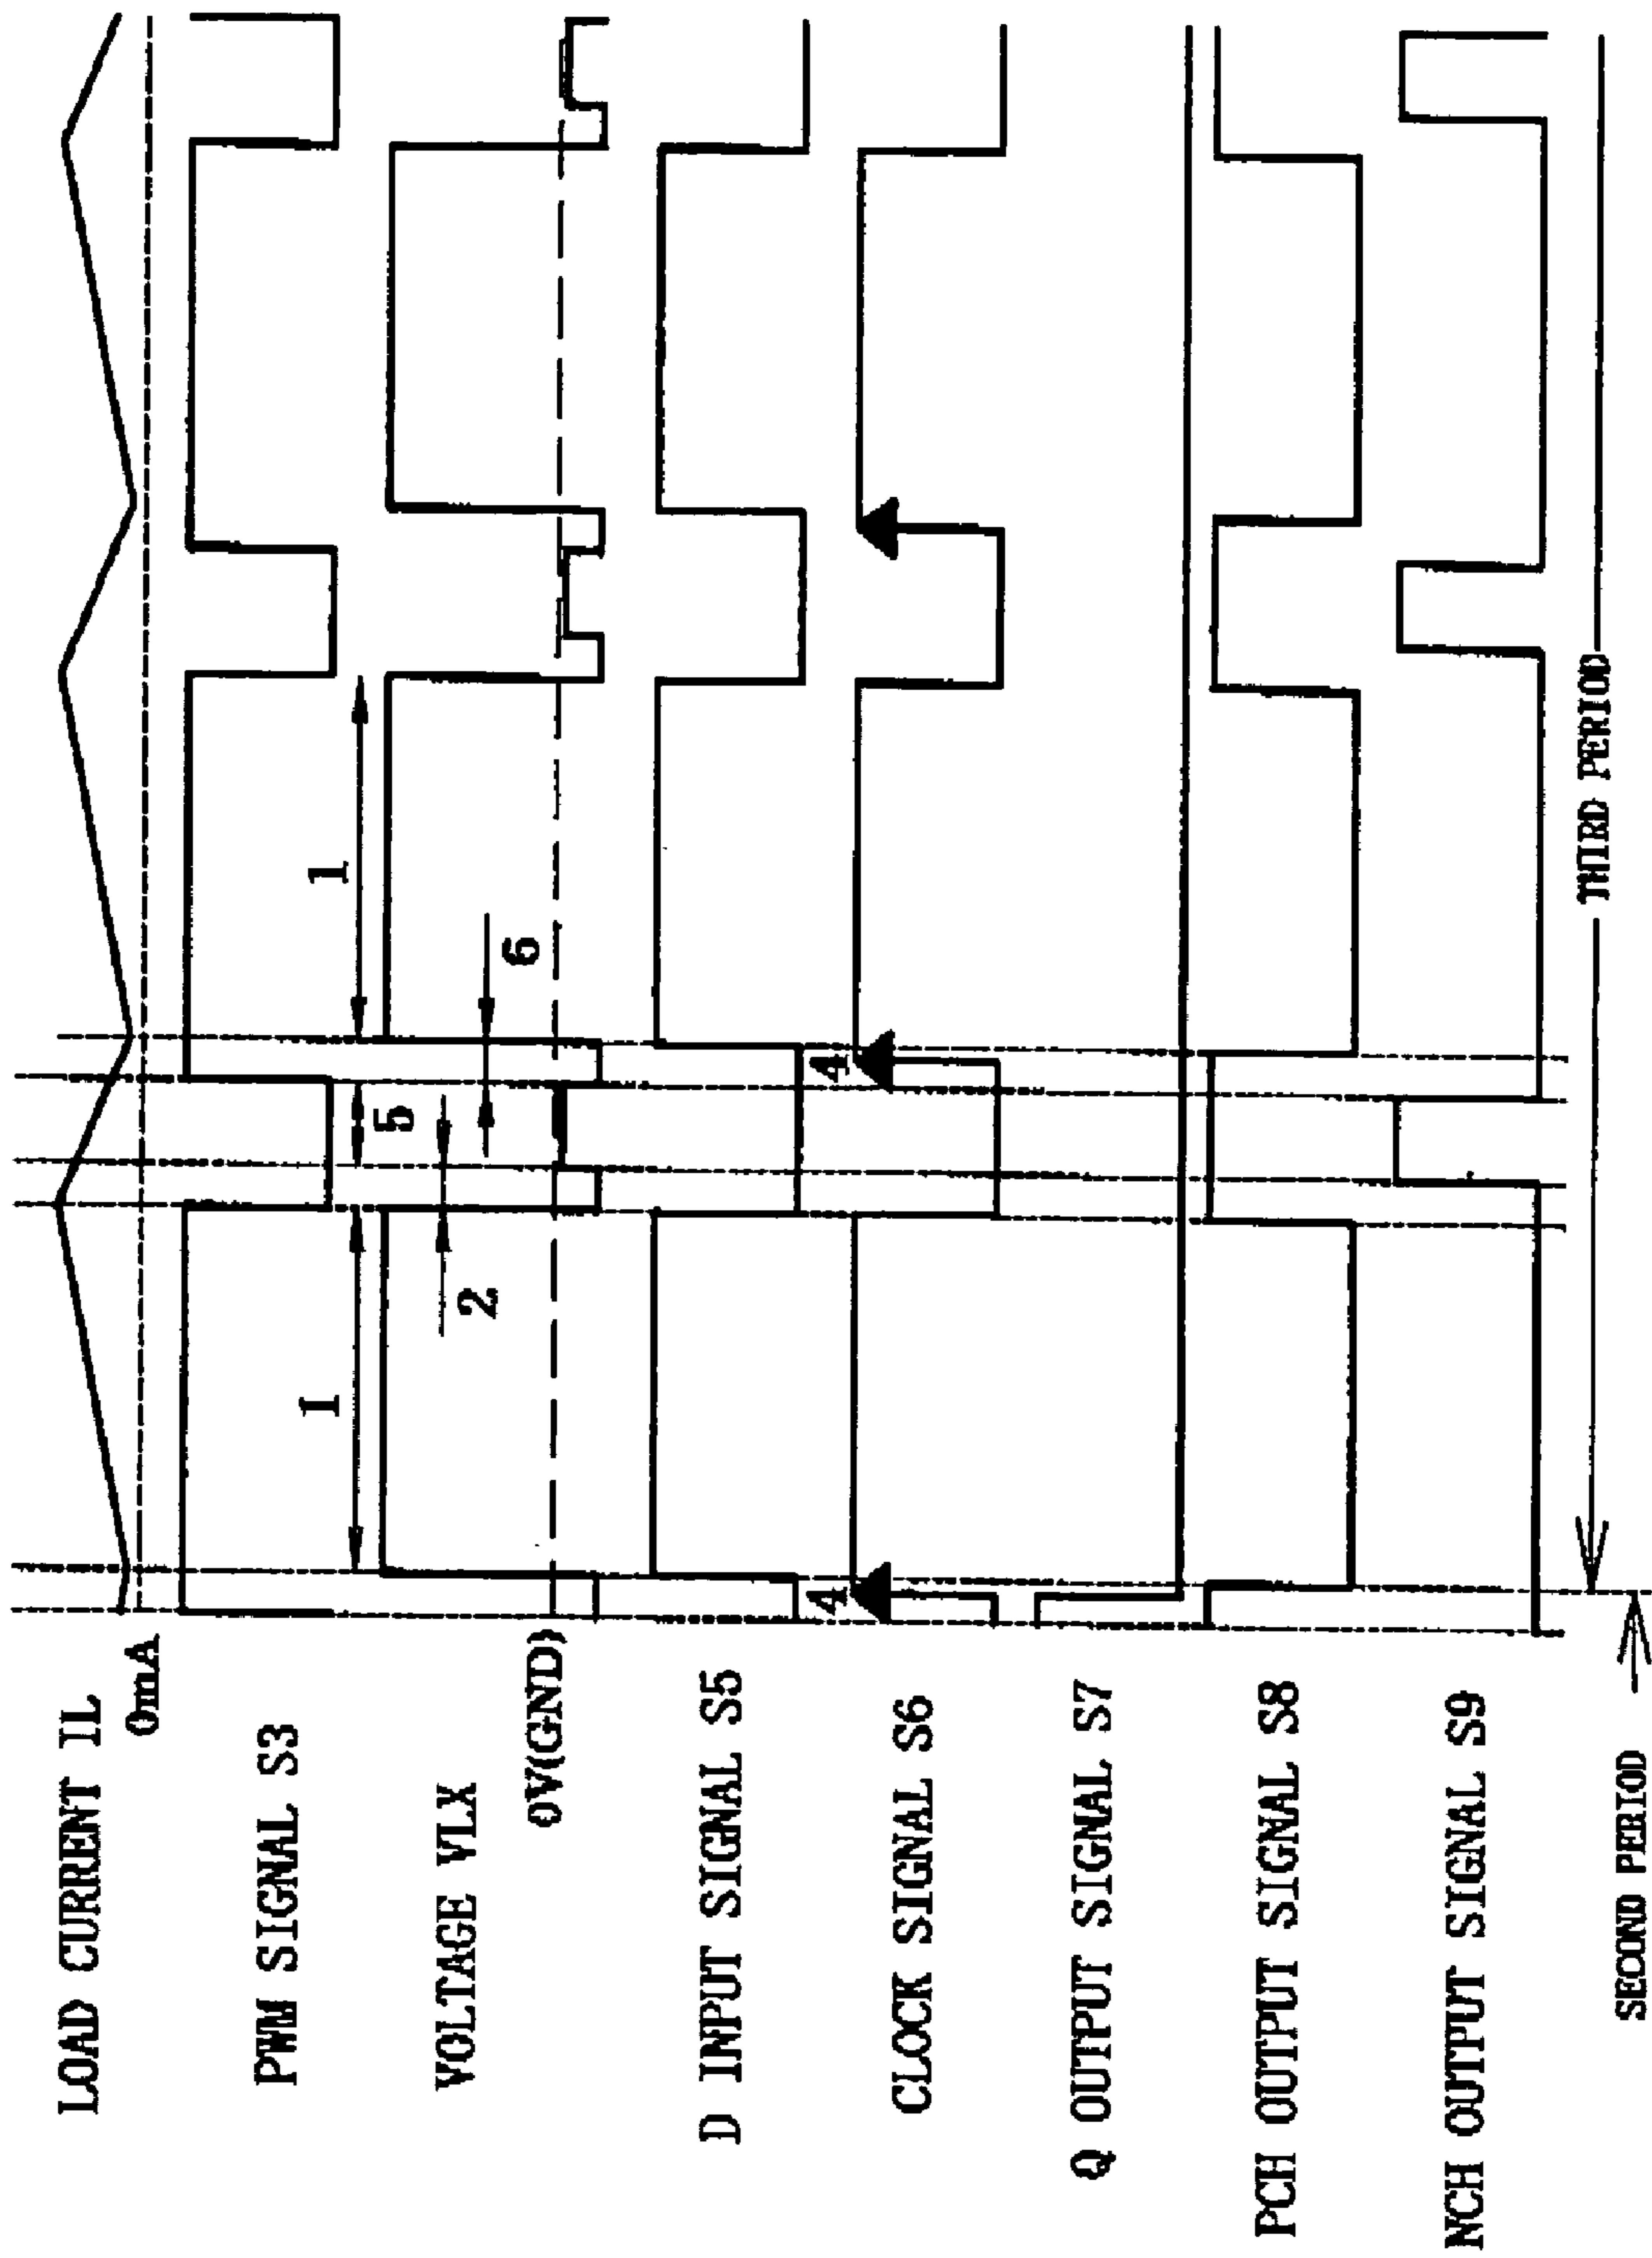 LOAD CURRENT IL
0mA
PWM SIGNAL S3
1
1
5
VOLTAGE VLX
2
6
0V(GND)
D INPUT SIGNAL S5
4
4
CLOCK SIGNAL S6
Q OUTPUT SIGNAL S7
PCH OUTPUT SIGNAL S8
NCH OUTPUT SIGNAL S9
THIRD PERIOD
SECOND PERIOD